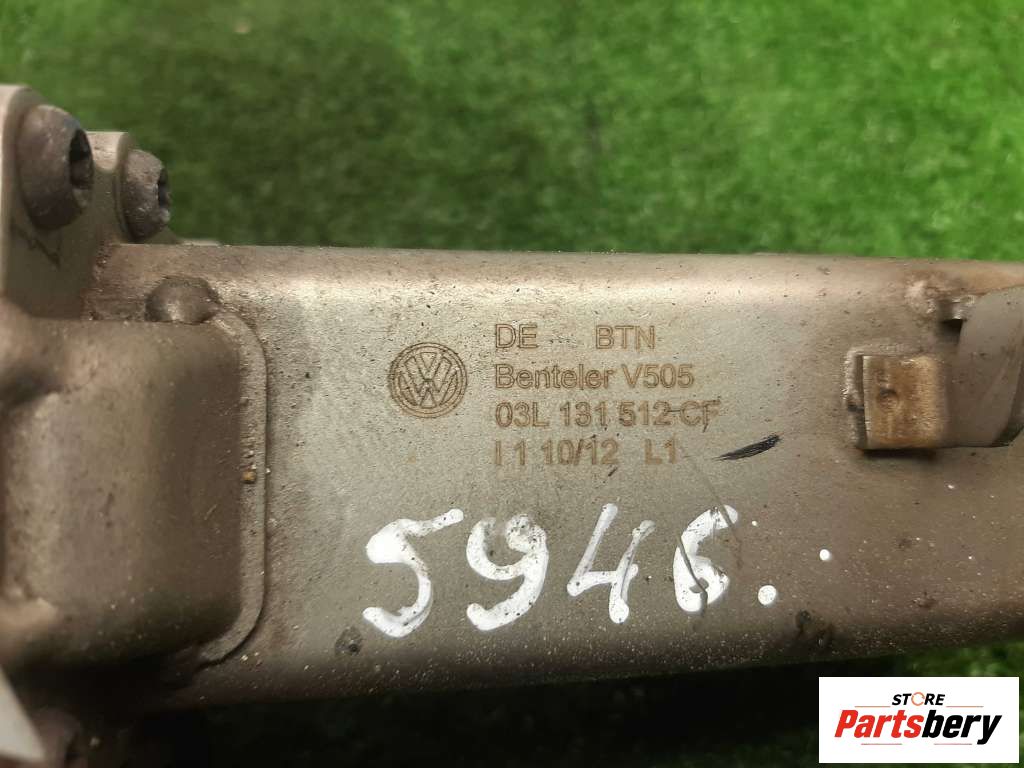 DE BTN
Benteler V505
03L 131 512 CF
I 1 10/12 L1
5946.
STORE
Partsbery